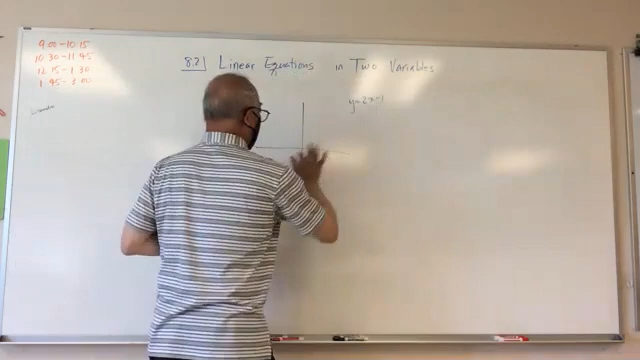 9.00-10.15
10.30-11.45
12.15-1.30
1.45-3.00
8.2 Linear Equations in Two Variables
y=2x-1